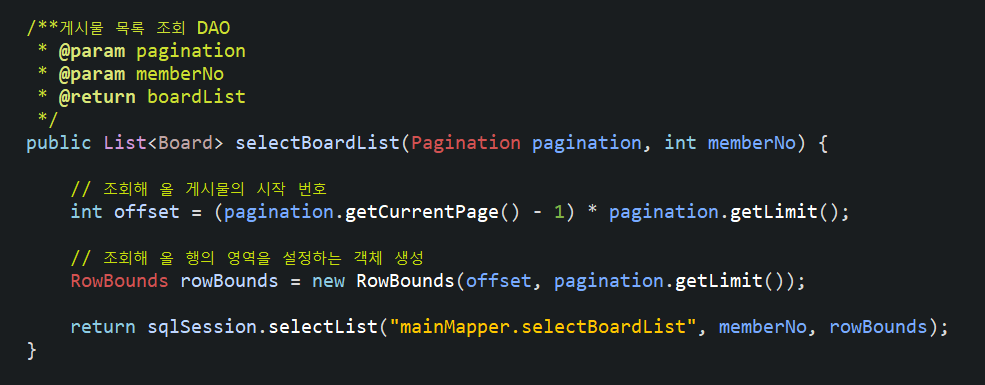 /**게시물 목록 조회 DAO
 * @param pagination
 * @param memberNo
 * @return boardList
 */
public List<Board> selectBoardList(Pagination pagination, int memberNo) {
// 조회해 올 게시물의 시작 번호
int offset = (pagination.getCurrentPage() - 1) * pagination.getLimit();
// 조회해 올 행의 영역을 설정하는 객체 생성
RowBounds rowBounds = new RowBounds(offset, pagination.getLimit());
return sqlSession.selectList("mainMapper.selectBoardList", memberNo, rowBounds);
}